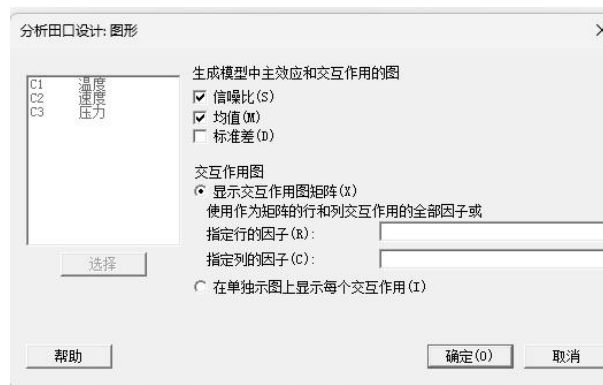 分析田口设计: 图形
生成模型中主效应和交互作用的图
C1 温度
C2 速度
C3 压力
信噪比(S)
均值(M)
标准差(D)
交互作用图
显示交互作用图矩阵(X)
使用作为矩阵的行和列交互作用的全部因子或
指定行的因子(R):
指定列的因子(C):
选择
在单独示图上显示每个交互作用(I)
帮助
确定(O)
取消